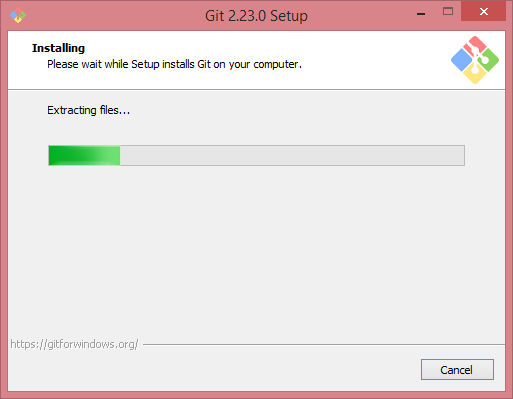 Git 2.23.0 Setup
Installing
Please wait while Setup installs Git on your computer.
Extracting files...
https://gitforwindows.org/
Cancel